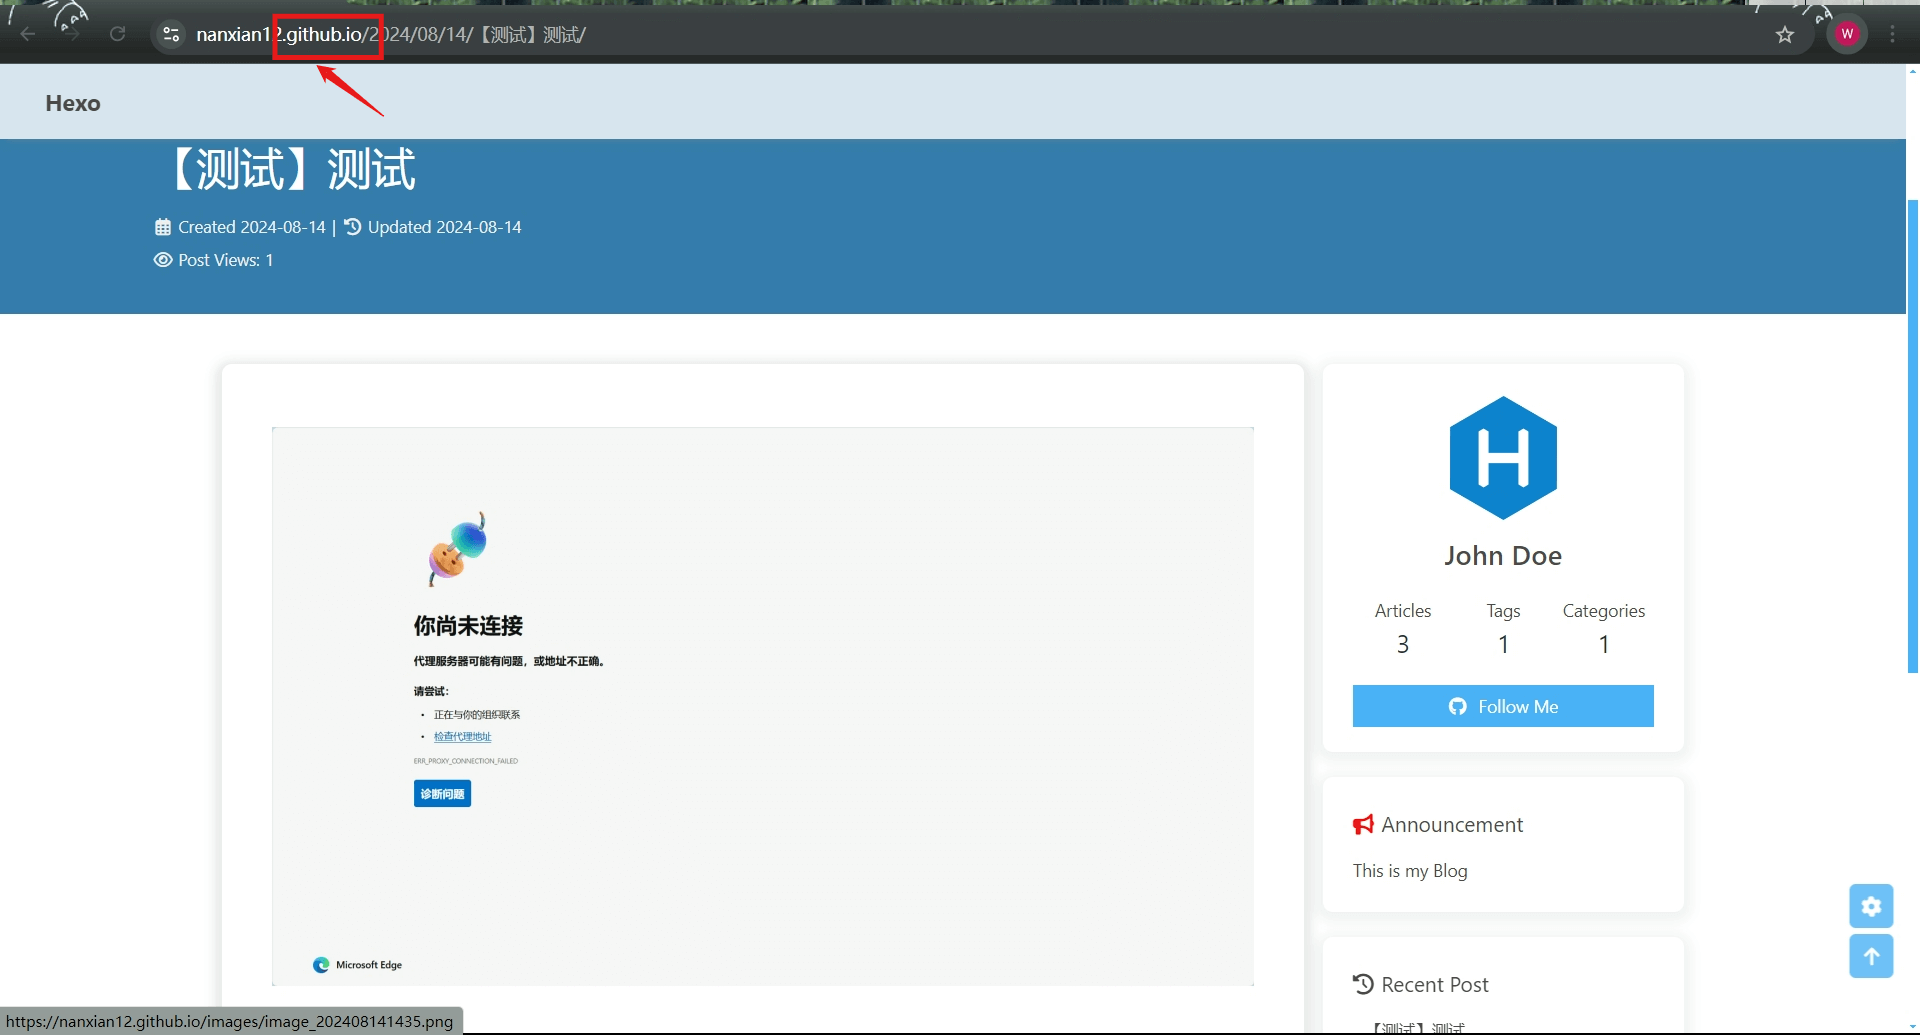 nanxian12.github.io/2024/08/14/【测试】测试/
W
Hexo
【测试】测试
Created 2024-08-14 | Updated 2024-08-14
Post Views: 1
你尚未连接
代理服务器可能有问题，或地址不正确。
请尝试：
• 正在与你的组织联系
• 检查代理地址
ERR_PROXY_CONNECTION_FAILED
诊断问题
Microsoft Edge
H
John Doe
Articles Tags Categories
3 1 1
Follow Me
Announcement
This is my Blog
Recent Post
【测试】测试
https://nanxian12.github.io/images/image_202408141435.png